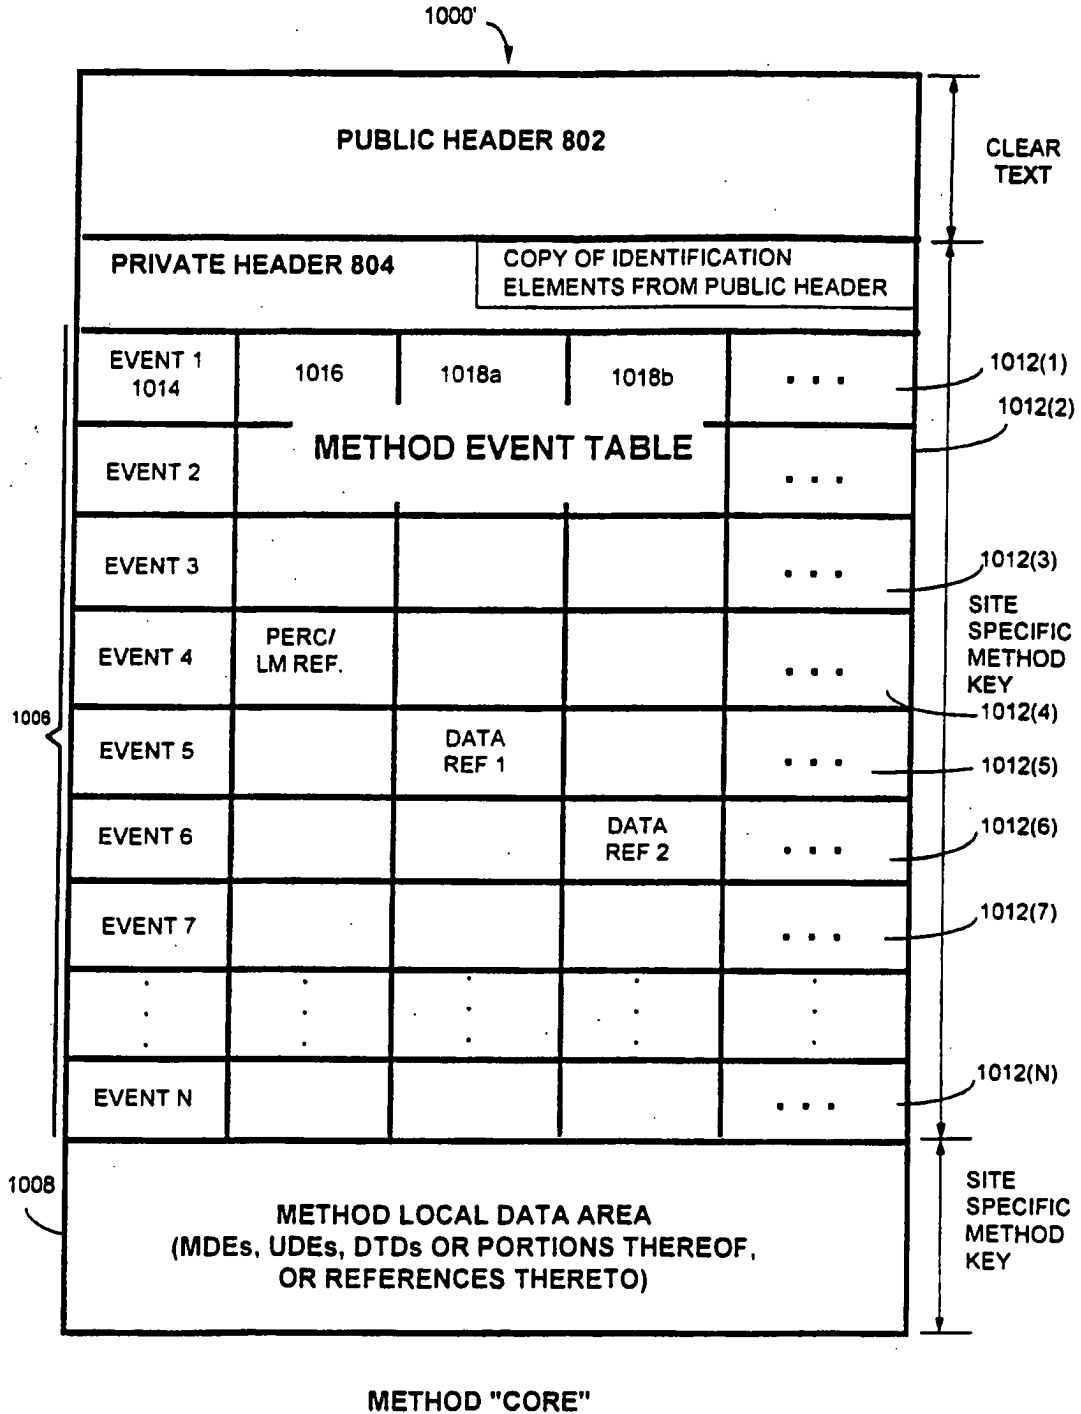 1000'
PUBLIC HEADER 802
CLEAR
TEXT
PRIVATE HEADER 804
COPY OF IDENTIFICATION
ELEMENTS FROM PUBLIC HEADER
EVENT 1
1014
1016
1018a
1018b
. . .
1012(1)
1012(2)
METHOD EVENT TABLE
EVENT 2
. . .
EVENT 3
. . .
1012(3)
SITE
SPECIFIC
METHOD
KEY
EVENT 4
PERC/
LM REF.
. . .
1012(4)
1006
EVENT 5
DATA
REF 1
. . .
1012(5)
EVENT 6
DATA
REF 2
. . .
1012(6)
EVENT 7
. . .
1012(7)
EVENT N
. . .
1012(N)
1008
METHOD LOCAL DATA AREA
(MDEs, UDEs, DTDs OR PORTIONS THEREOF,
OR REFERENCES THERETO)
SITE
SPECIFIC
METHOD
KEY
METHOD "CORE"